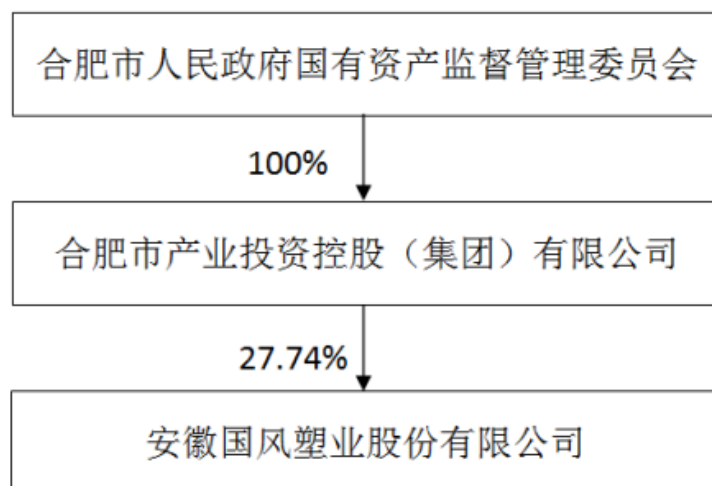 合肥市人民政府国有资产监督管理委员会
100%
合肥市产业投资控股（集团）有限公司
27.74%
安徽国风塑业股份有限公司